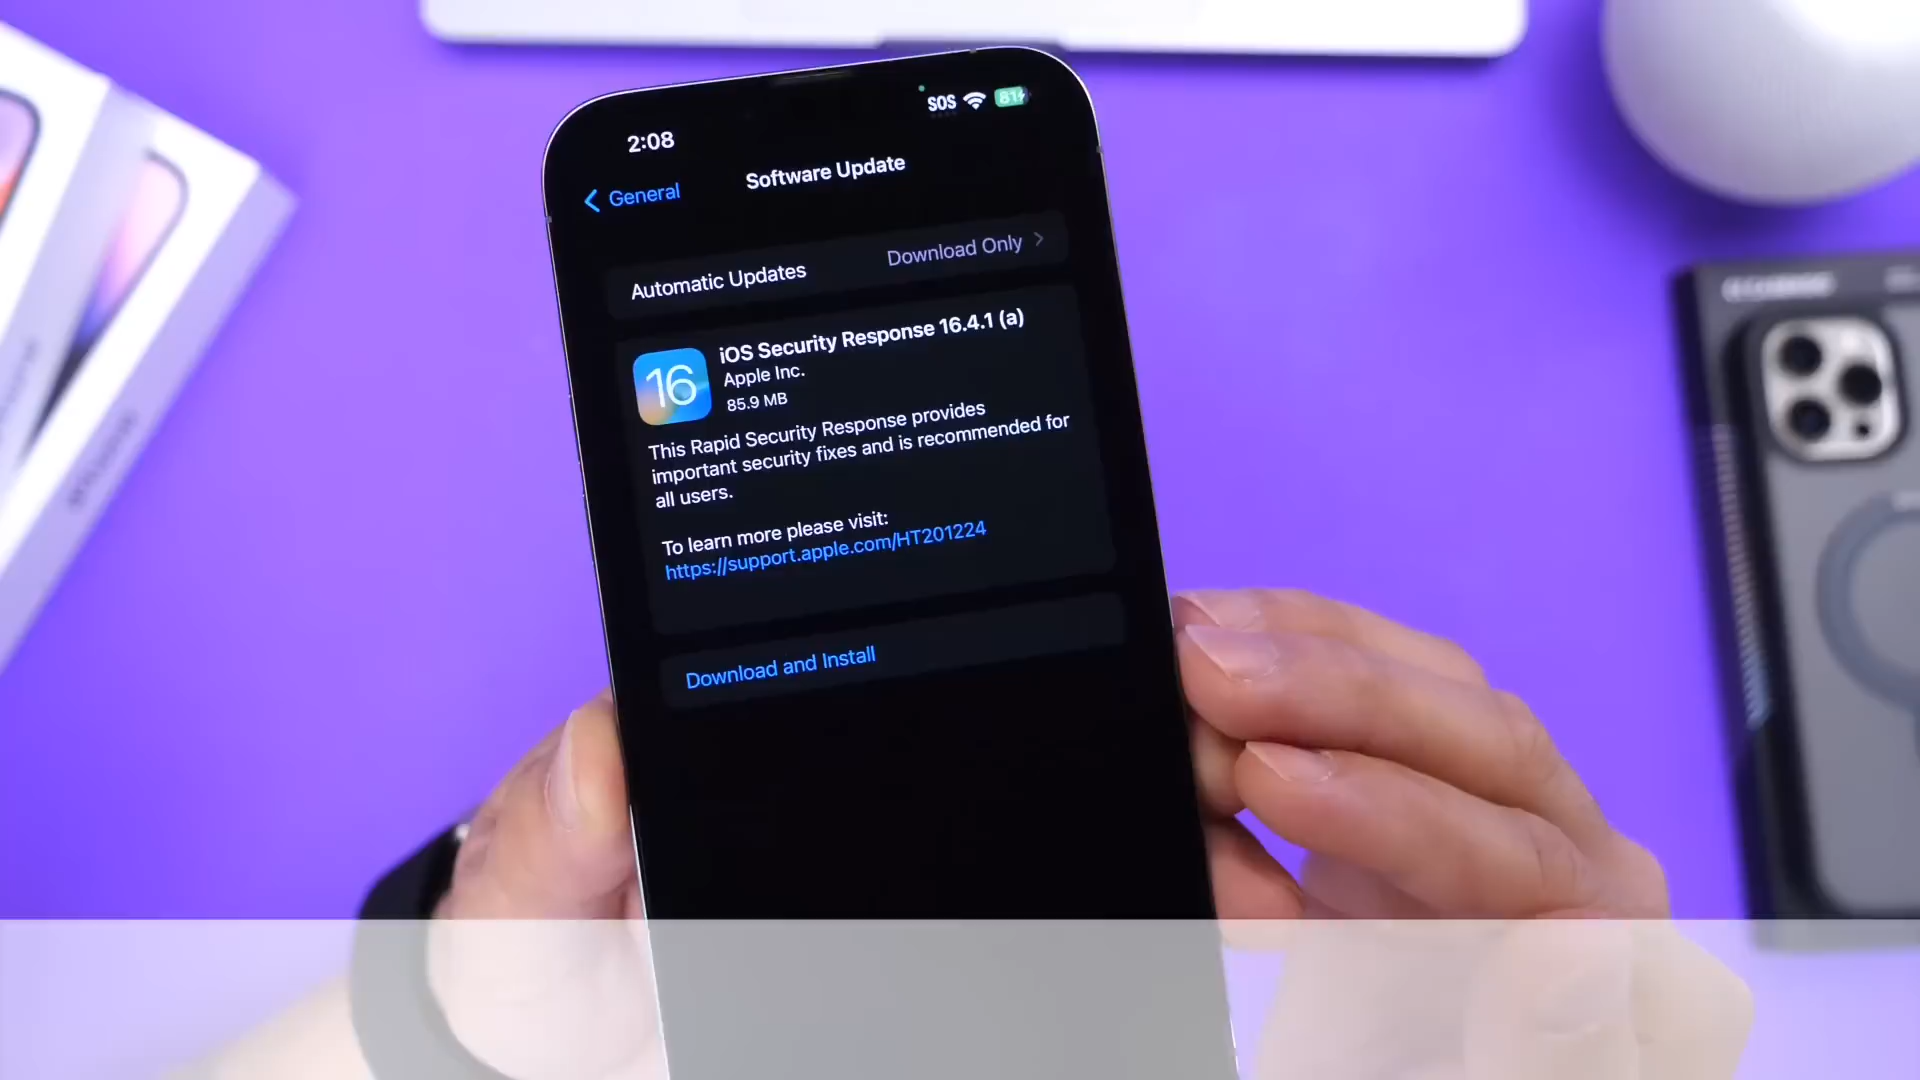 2:08
SOS
81
General
Software Update
Automatic Updates
Download Only
16
iOS Security Response 16.4.1 (a)
Apple Inc.
85.9 MB
This Rapid Security Response provides
important security fixes and is recommended for
all users.
To learn more please visit:
https://support.apple.com/HT201224
Download and Install